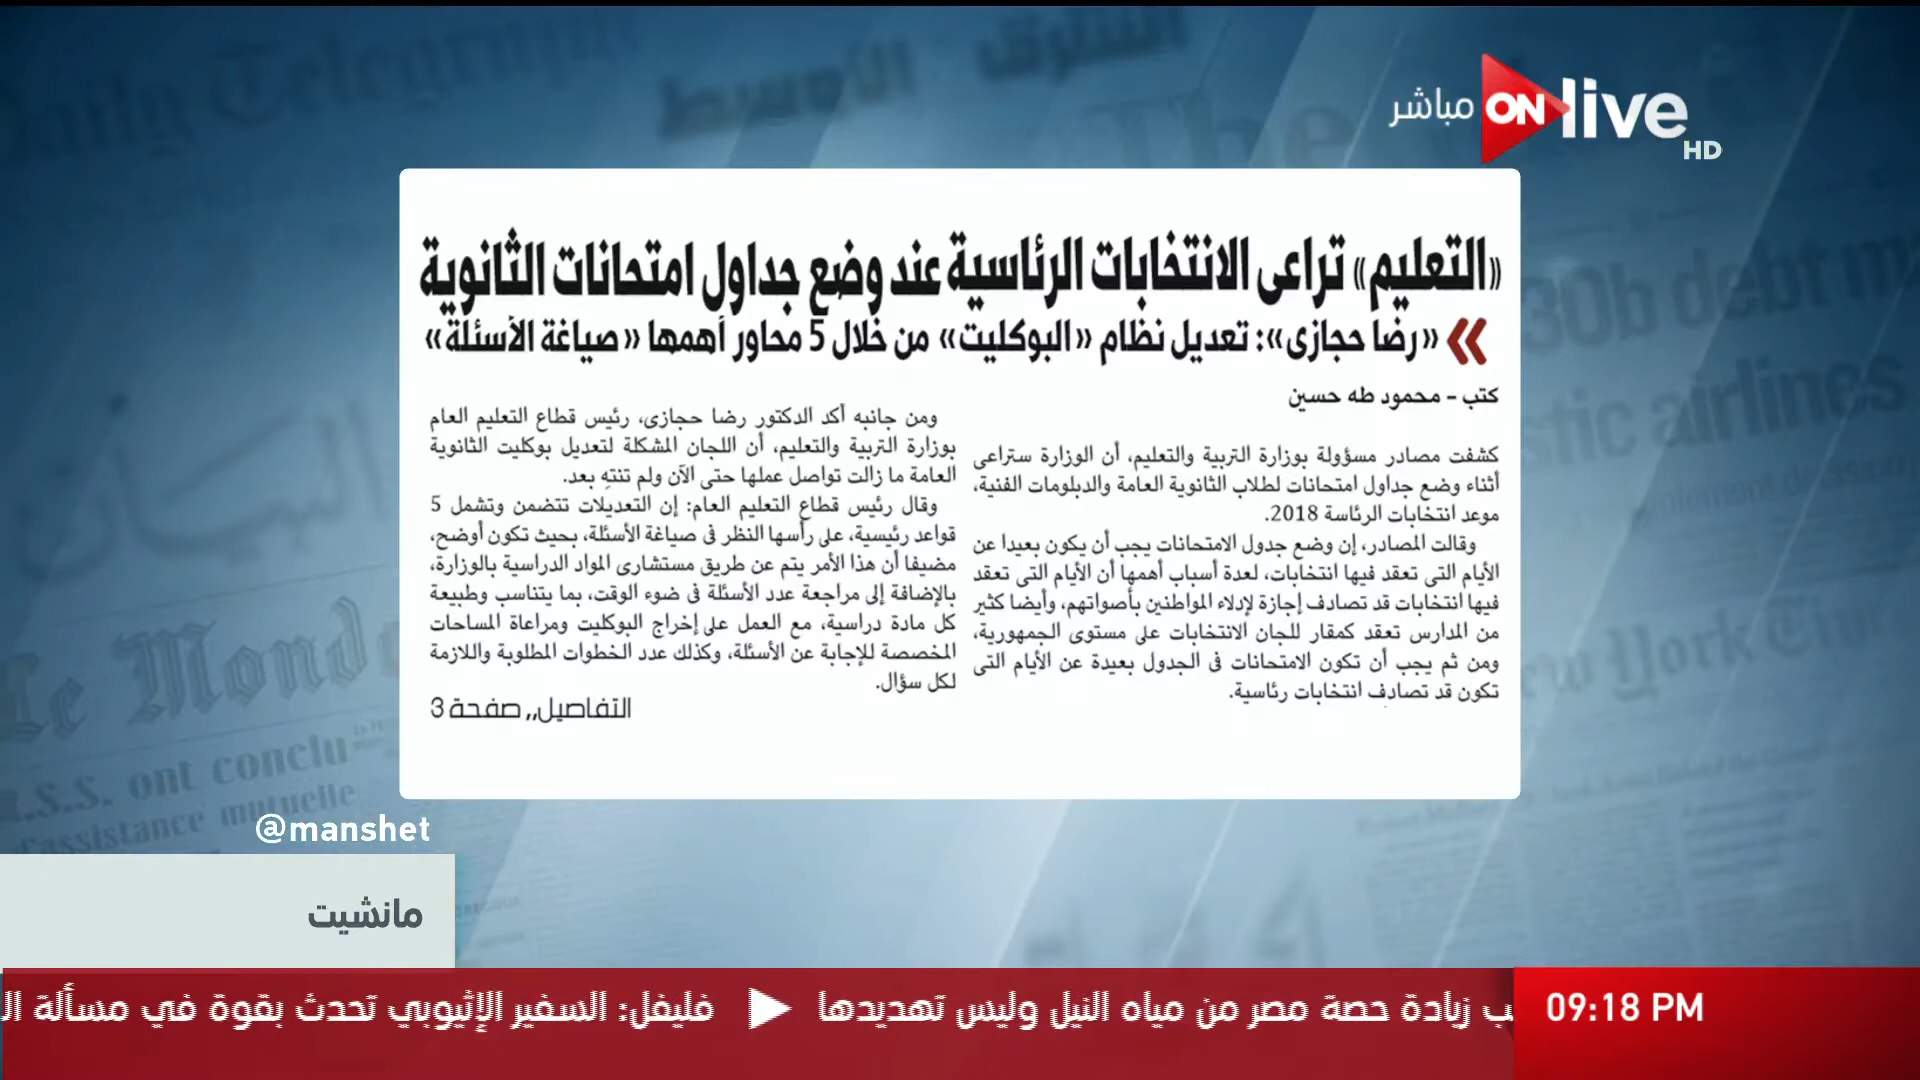 مباشر ON live
HD
«التعليم» تراعى الانتخابات الرئاسية عند وضع جداول امتحانات الثانوية
«رضا حجازى»: تعديل نظام «البوكليت» من خلال 5 محاور أهمها «صياغة الأسئلة»
كتب - محمود طه حسين
كشفت مصادر مسؤولة بوزارة التربية والتعليم، أن الوزارة ستراعى
أثناء وضع جداول امتحانات لطلاب الثانوية العامة والدبلومات الفنية،
موعد انتخابات الرئاسة 2018.
وقالت المصادر، إن وضع جدول الامتحانات يجب أن يكون بعيدا عن
الأيام التى تعقد فيها انتخابات، لعدة أسباب أهمها أن الأيام التى تعقد
فيها انتخابات قد تصادف إجازة لإدلاء المواطنين بأصواتهم، وأيضا كثير
من المدارس تعقد كمقار للجان الانتخابات على مستوى الجمهورية،
ومن ثم يجب أن تكون الامتحانات فى الجدول بعيدة عن الأيام التى
تكون قد تصادف انتخابات رئاسية.
ومن جانبه أكد الدكتور رضا حجازى، رئيس قطاع التعليم العام
بوزارة التربية والتعليم، أن اللجان المشكلة لتعديل بوكليت الثانوية
العامة ما زالت تواصل عملها حتى الآن ولم تنتهِ بعد.
وقال رئيس قطاع التعليم العام: إن التعديلات تتضمن وتشمل 5
قواعد رئيسية، على رأسها النظر فى صياغة الأسئلة، بحيث تكون أوضح،
مضيفا أن هذا الأمر يتم عن طريق مستشارى المواد الدراسية بالوزارة،
بالإضافة إلى مراجعة عدد الأسئلة فى ضوء الوقت، بما يتناسب وطبيعة
كل مادة دراسية، مع العمل على إخراج البوكليت ومراعاة المساحات
المخصصة للإجابة عن الأسئلة، وكذلك عدد الخطوات المطلوبة واللازمة
لكل سؤال.
التفاصيل,, صفحة 3
@manshet
مانشيت
زيادة حصة مصر من مياه النيل وليس تهديدها ◀ فليفل: السفير الإثيوبي تحدث بقوة في مسألة
09:18 PM